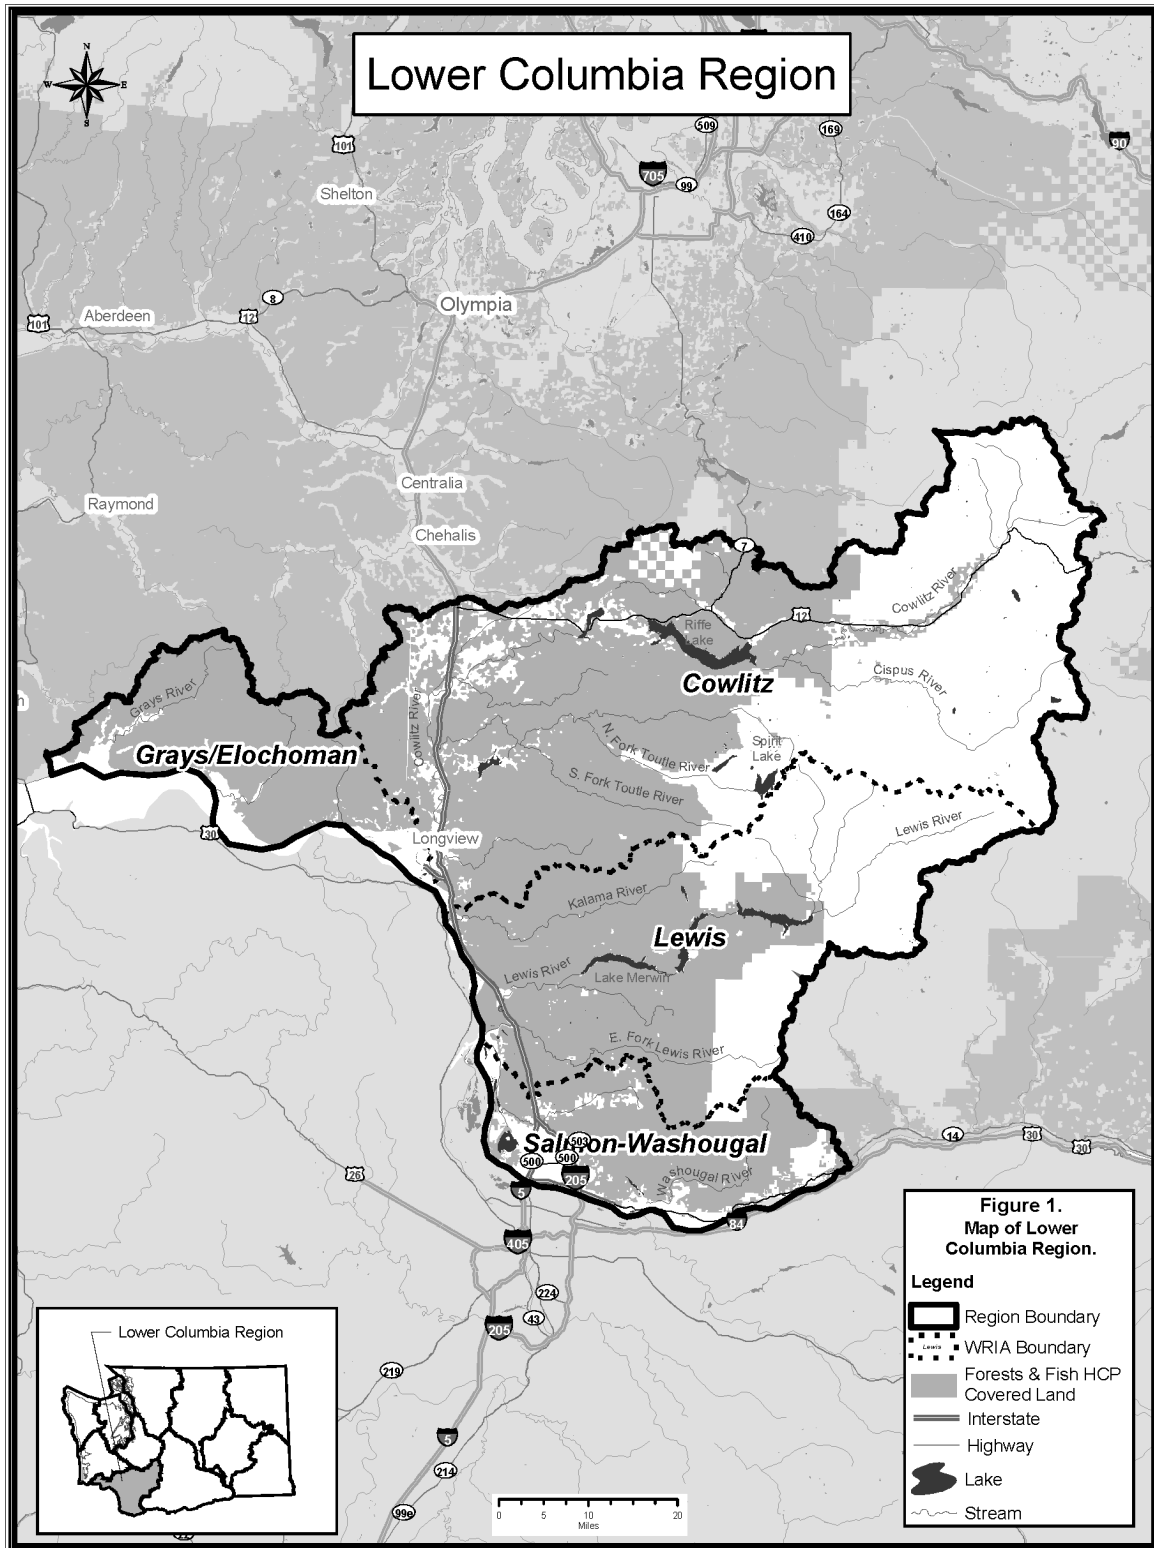 Lower Columbia Region
N
W
E
S
101
509
169
90
705
99
Shelton
164
410
Olympia
8
101
Aberdeen
12
Centralia
Raymond
Chehalis
7
Cowlitz River
12
Riffe
Lake
Cispus River
Cowlitz
Grays River
Cowlitz River
N. Fork Toutle River
Spirit
Lake
Grays/Elochoman
S. Fork Toutle River
Lewis River
30
Longview
Kalama River
Lewis
Lewis River
Lake Merwin
E. Fork Lewis River
Salmon-Washougal
503
500
500
14
30
30
Washougal River
26
5
205
84
405
224
43
205
219
5
214
99e
Figure 1.
Map of Lower
Columbia Region.
Legend
Region Boundary
Lewis
WRIA Boundary
Forests & Fish HCP
Covered Land
Interstate
Highway
Lake
Stream
Lower Columbia Region
0 5 10 20
Miles